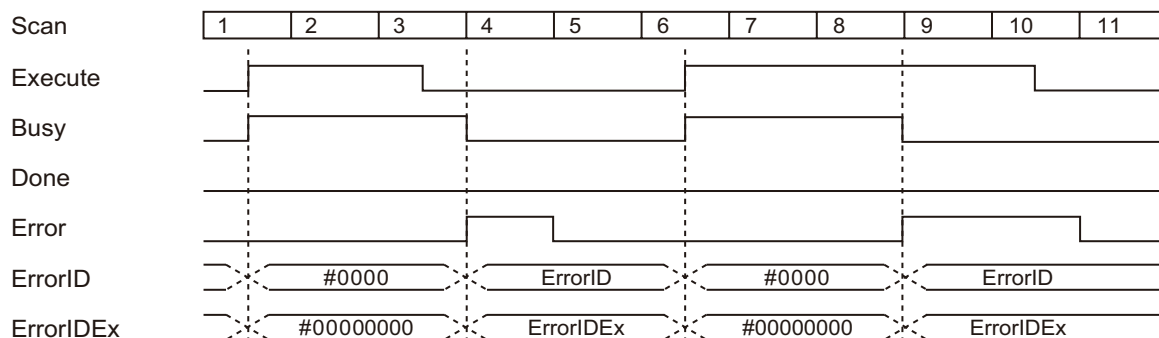 Scan 1 2 3 4 5 6 7 8 9 10 11
Execute
Busy
Done
Error
ErrorID #0000 ErrorID #0000 ErrorID
ErrorIDEx #00000000 ErrorIDEx #00000000 ErrorIDEx